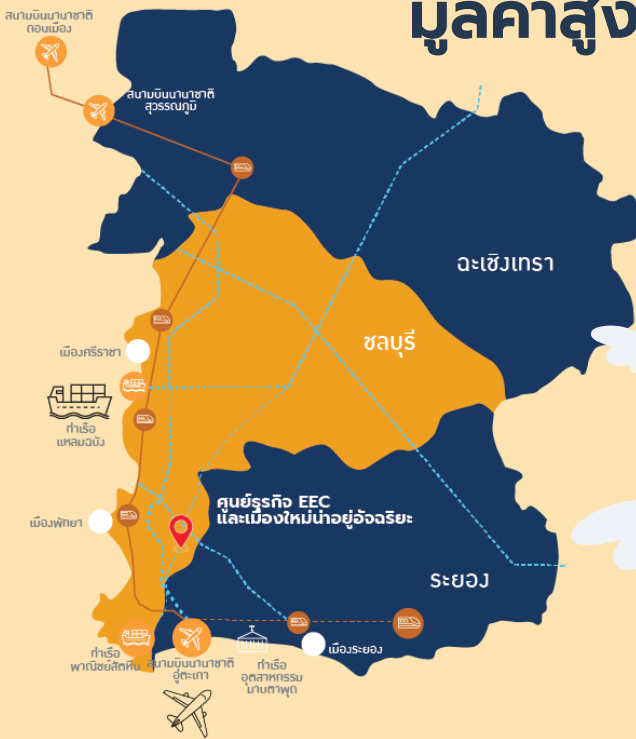 มูลค่าสูง
สนามบินนานาชาติ
ดอนเมือง
สนามบินนานาชาติ
สุวรรณภูมิ
ฉะเชิงเทรา
ชลบุรี
เมืองศรีราชา
ท่าเรือ
แหลมฉบัง
ศูนย์ธุรกิจ EEC
และเมืองใหม่น่าอยู่อัจฉริยะ
เมืองพัทยา
ระยอง
เมืองระยอง
ท่าเรือ
พาณิชย์สัตหีบ
สนามบินนานาชาติ
อู่ตะเภา
ท่าเรือ
อุตสาหกรรม
มาบตาพุด